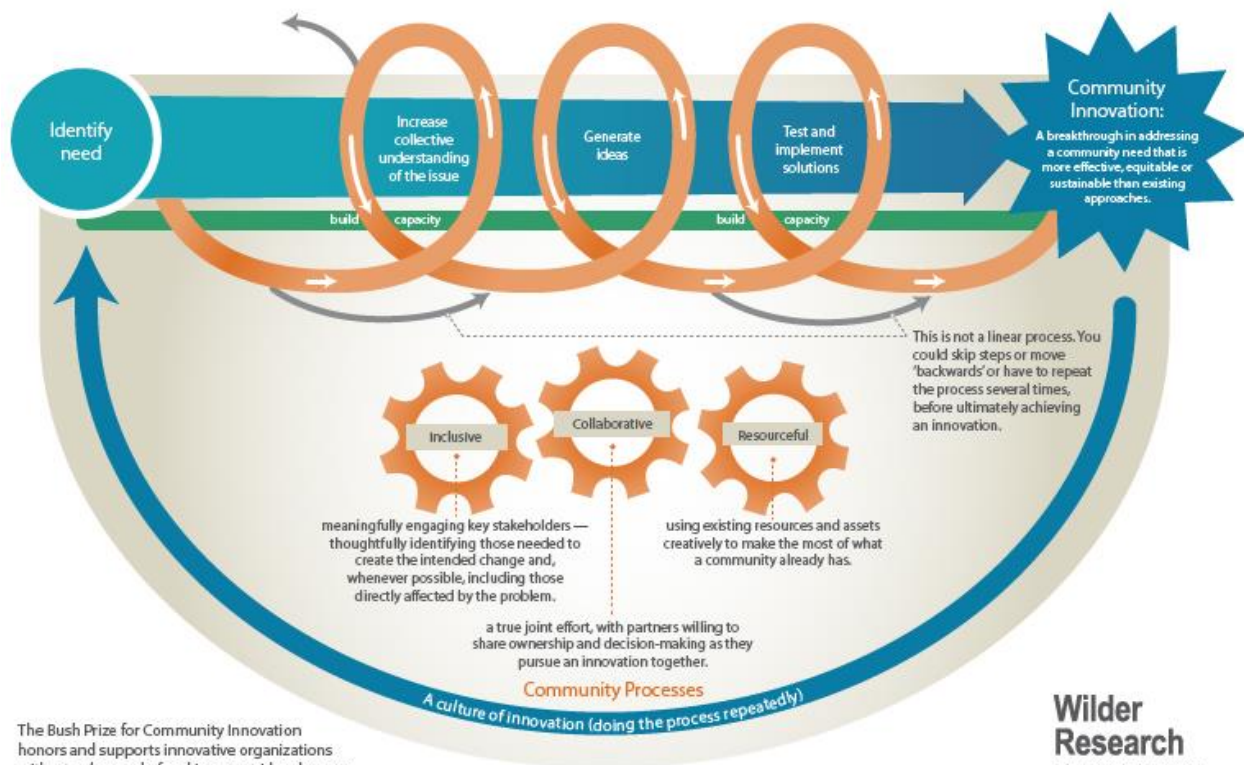 Identify
need
Increase
collective
understanding
of the issue
Generate
ideas
Test and
implement
solutions
Community
Innovation:
A breakthrough in addressing
a community need that is
more effective, equitable or
sustainable than existing
approaches.
build capacity
build capacity
This is not a linear process. You
could skip steps or move
‘backwards’ or have to repeat
the process several times,
before ultimately achieving
an innovation.
Inclusive
Collaborative
Resourceful
meaningfully engaging key stakeholders —
thoughtfully identifying those needed to
create the intended change and,
whenever possible, including those
directly affected by the problem.
using existing resources and assets
creatively to make the most of what
a community already has.
a true joint effort, with partners willing to
share ownership and decision-making as they
pursue an innovation together.
Community Processes
A culture of innovation (doing the process repeatedly)
The Bush Prize for Community Innovation
honors and supports innovative organizations
Wilder
Research